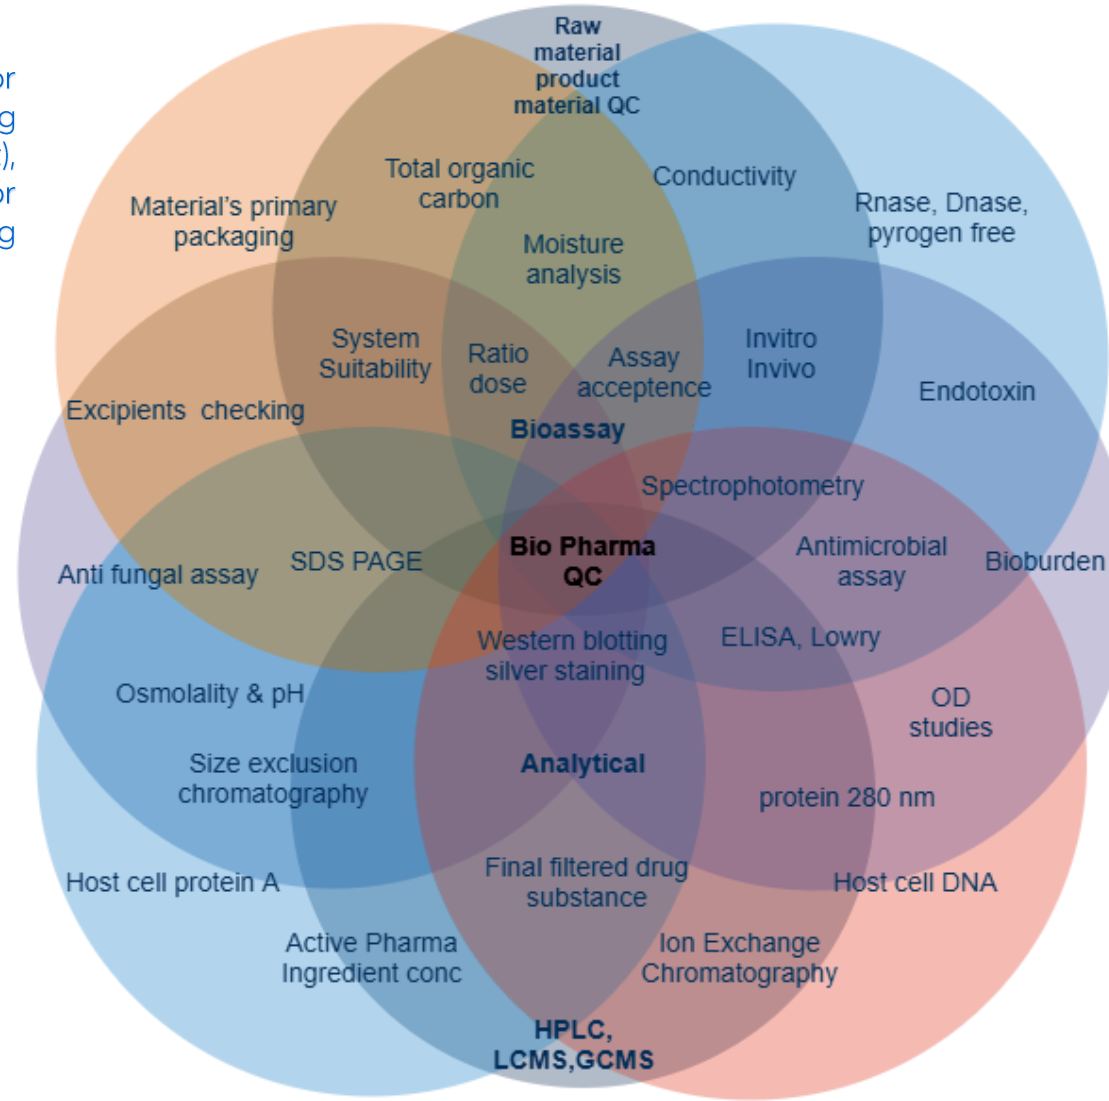 or
g
),
or
g
Raw
material
product
material QC
Total organic
carbon
Conductivity
Material's primary
packaging
Rnase, Dnase,
pyrogen free
Moisture
analysis
System
Suitability
Ratio
dose
Assay
acceptence
Invitro
Invivo
Endotoxin
Excipients checking
Bioassay
Spectrophotometry
Bio Pharma
QC
Antimicrobial
assay
Bioburden
Anti fungal assay
SDS PAGE
Western blotting
silver staining
ELISA, Lowry
Osmolality & pH
OD
studies
Size exclusion
chromatography
Analytical
protein 280 nm
Host cell protein A
Final filtered drug
substance
Host cell DNA
Active Pharma
Ingredient conc
Ion Exchange
Chromatography
HPLC,
LCMS,GCMS